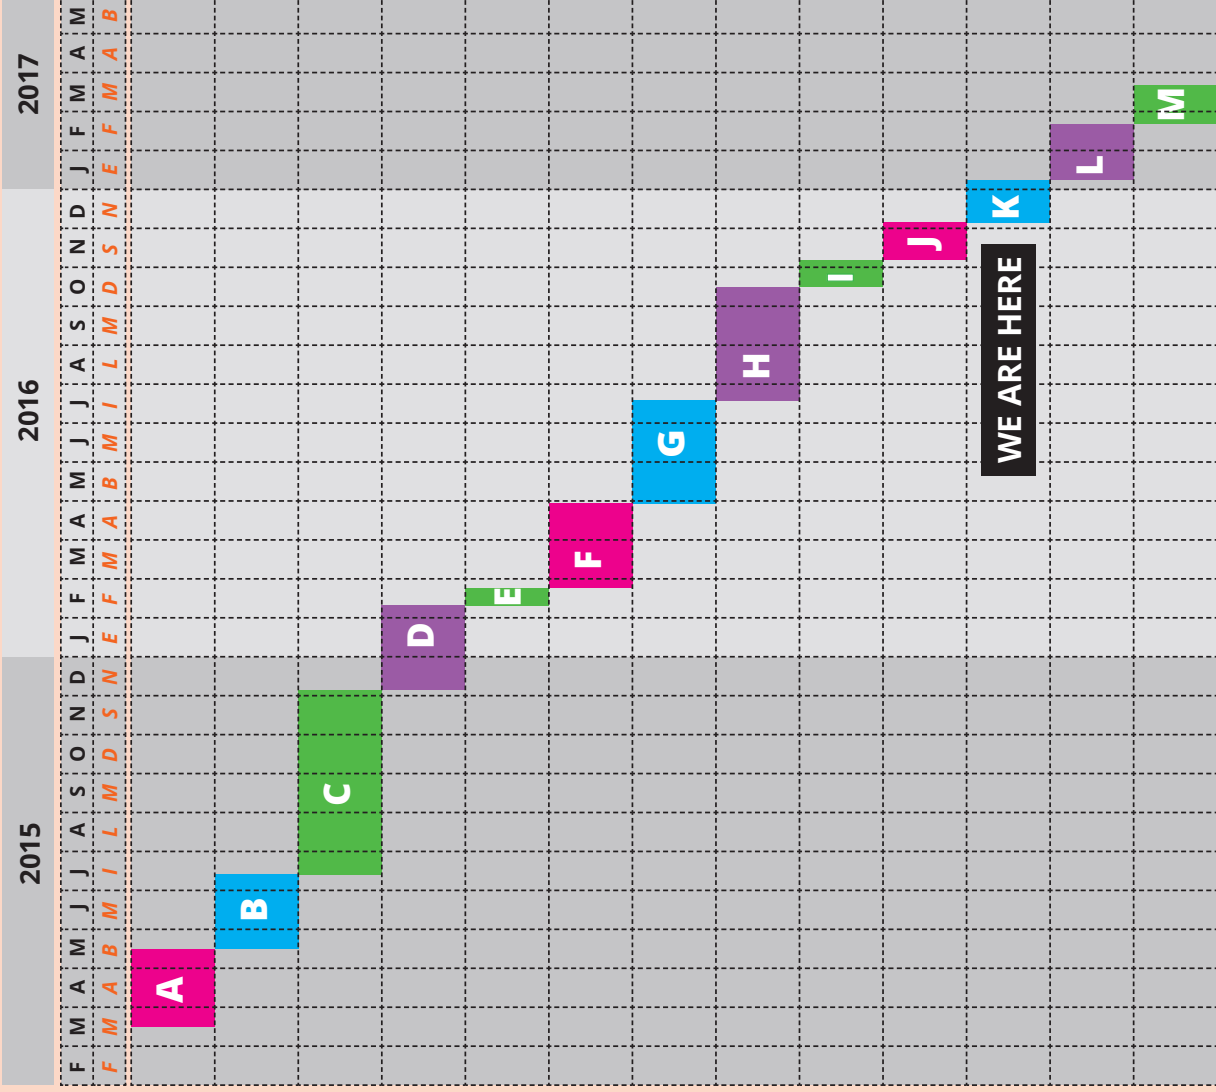 2015 2016 2017
F M A M J J A S O N D J F M A M J J A S O N D J F M A M
F M A B M I L M D S N E F M A B M I L M D S N E F M A B
A
B
C
D
E
F
G
H
I
J
K
WE ARE HERE
L
M